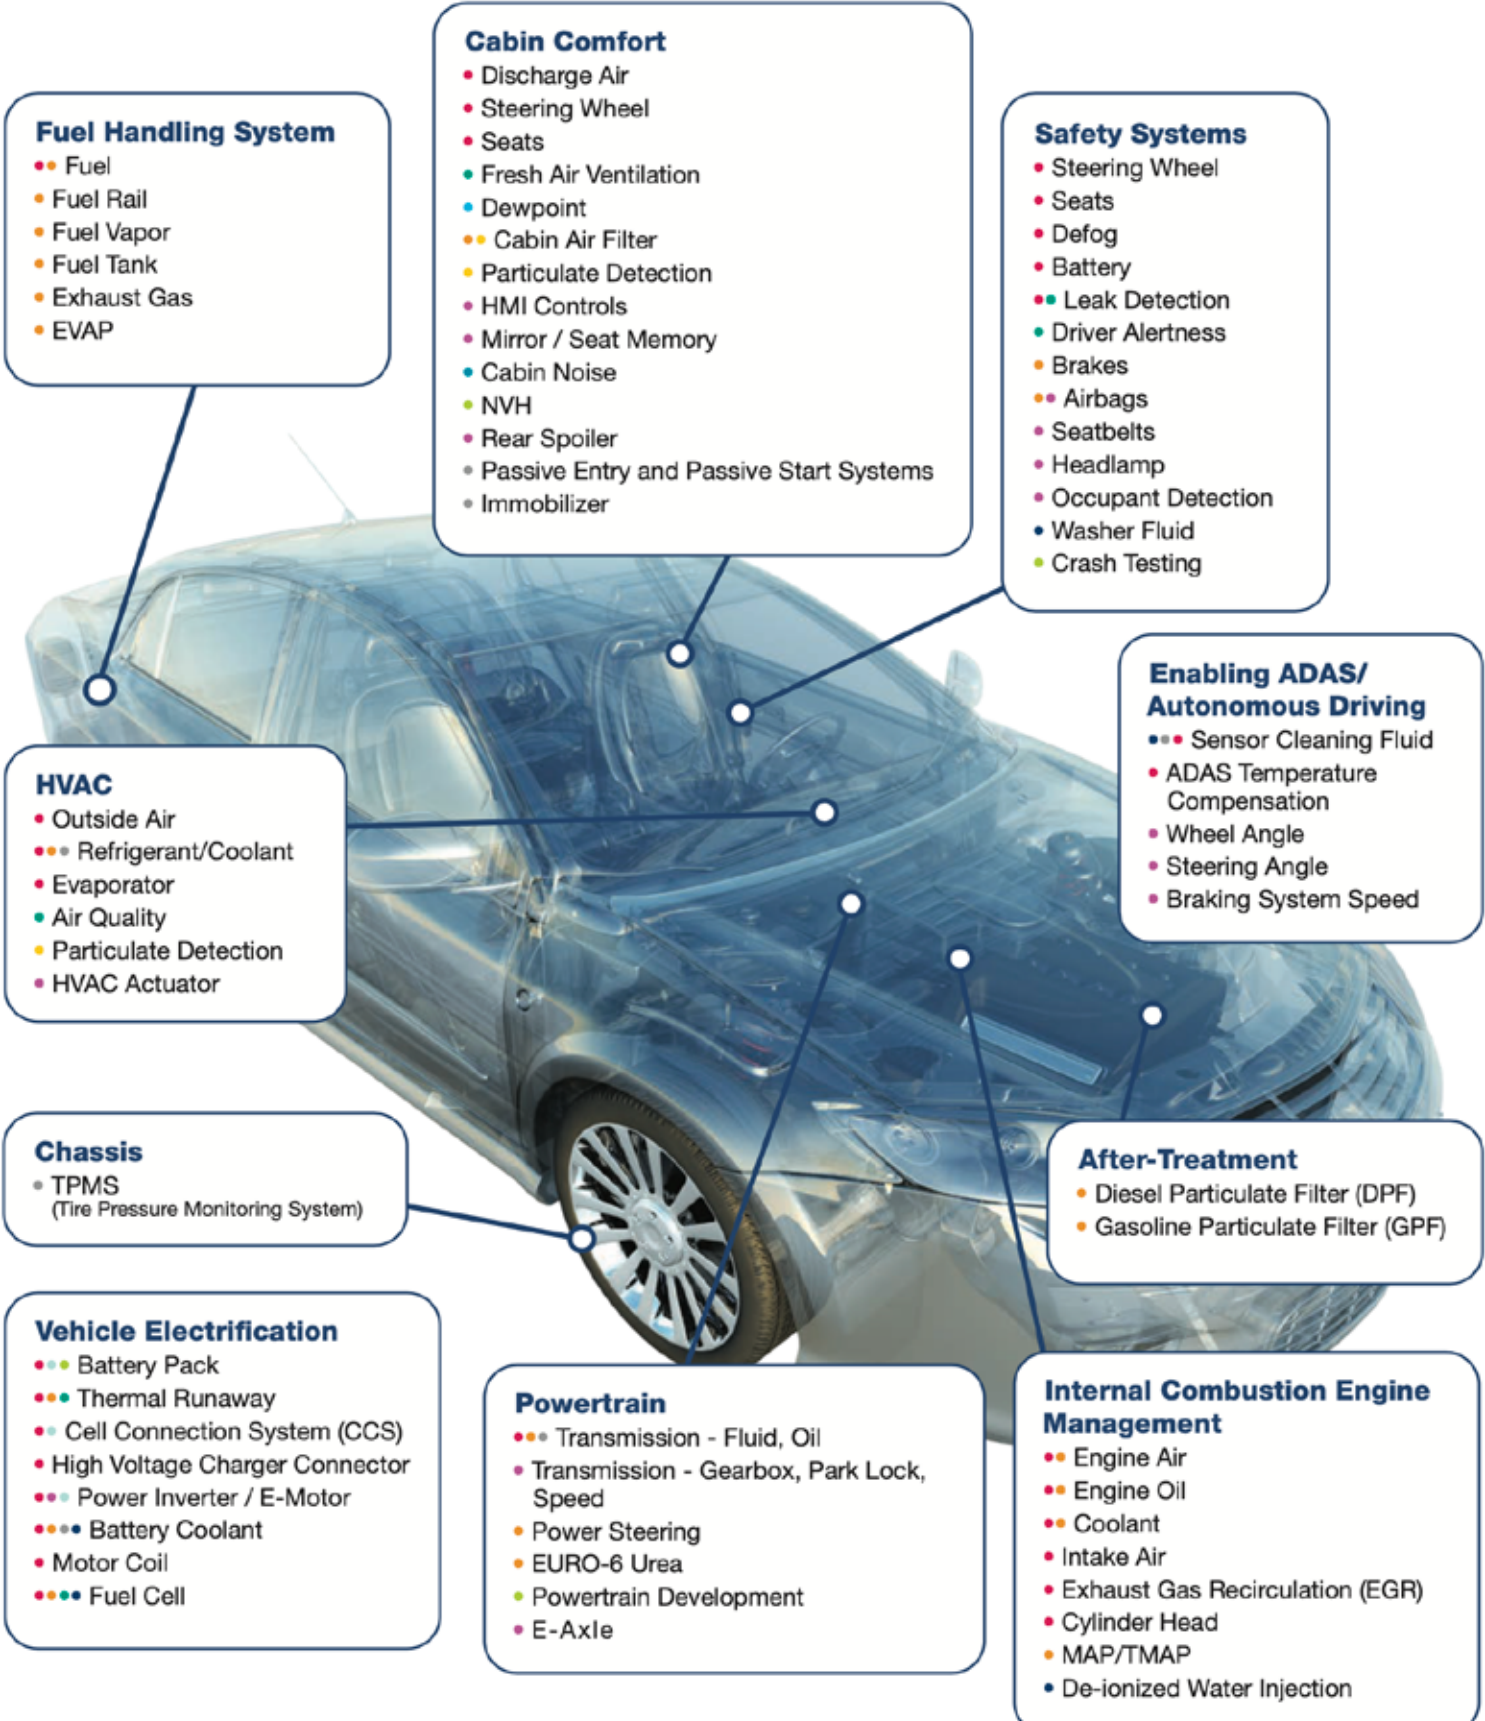 Cabin Comfort
• Discharge Air
• Steering Wheel
• Seats
• Fresh Air Ventilation
• Dewpoint
•• Cabin Air Filter
• Particulate Detection
• HMI Controls
• Mirror / Seat Memory
• Cabin Noise
• NVH
• Rear Spoiler
• Passive Entry and Passive Start Systems
• Immobilizer
Fuel Handling System
•• Fuel
• Fuel Rail
• Fuel Vapor
• Fuel Tank
• Exhaust Gas
• EVAP
Safety Systems
• Steering Wheel
• Seats
• Defog
• Battery
•• Leak Detection
• Driver Alertness
• Brakes
•• Airbags
• Seatbelts
• Headlamp
• Occupant Detection
• Washer Fluid
• Crash Testing
Enabling ADAS/
Autonomous Driving
••• Sensor Cleaning Fluid
• ADAS Temperature
Compensation
• Wheel Angle
• Steering Angle
• Braking System Speed
HVAC
• Outside Air
••• Refrigerant/Coolant
• Evaporator
• Air Quality
• Particulate Detection
• HVAC Actuator
Chassis
• TPMS
(Tire Pressure Monitoring System)
After-Treatment
• Diesel Particulate Filter (DPF)
• Gasoline Particulate Filter (GPF)
Vehicle Electrification
••• Battery Pack
••• Thermal Runaway
•• Cell Connection System (CCS)
• High Voltage Charger Connector
••• Power Inverter / E-Motor
•••• Battery Coolant
• Motor Coil
•••• Fuel Cell
Powertrain
••• Transmission - Fluid, Oil
• Transmission - Gearbox, Park Lock,
Speed
• Power Steering
• EURO-6 Urea
• Powertrain Development
• E-Axle
Internal Combustion Engine
Management
•• Engine Air
•• Engine Oil
•• Coolant
• Intake Air
• Exhaust Gas Recirculation (EGR)
• Cylinder Head
• MAP/TMAP
• De-ionized Water Injection